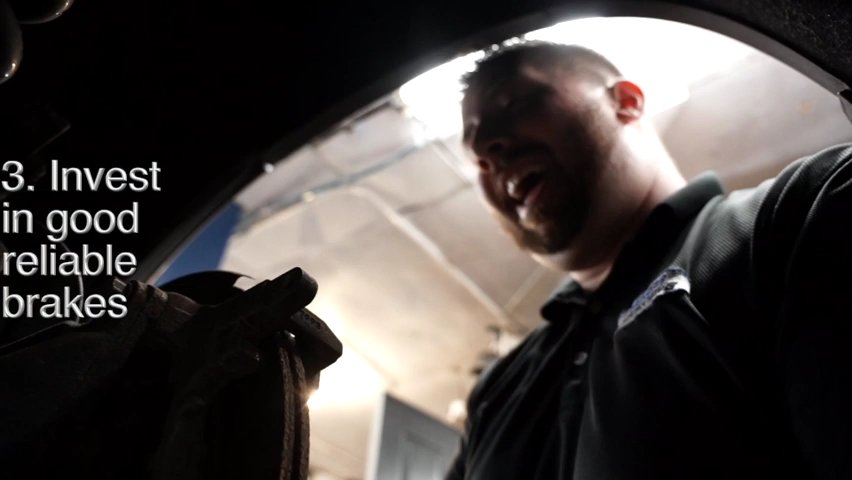 3. Invest
in good
reliable
brakes